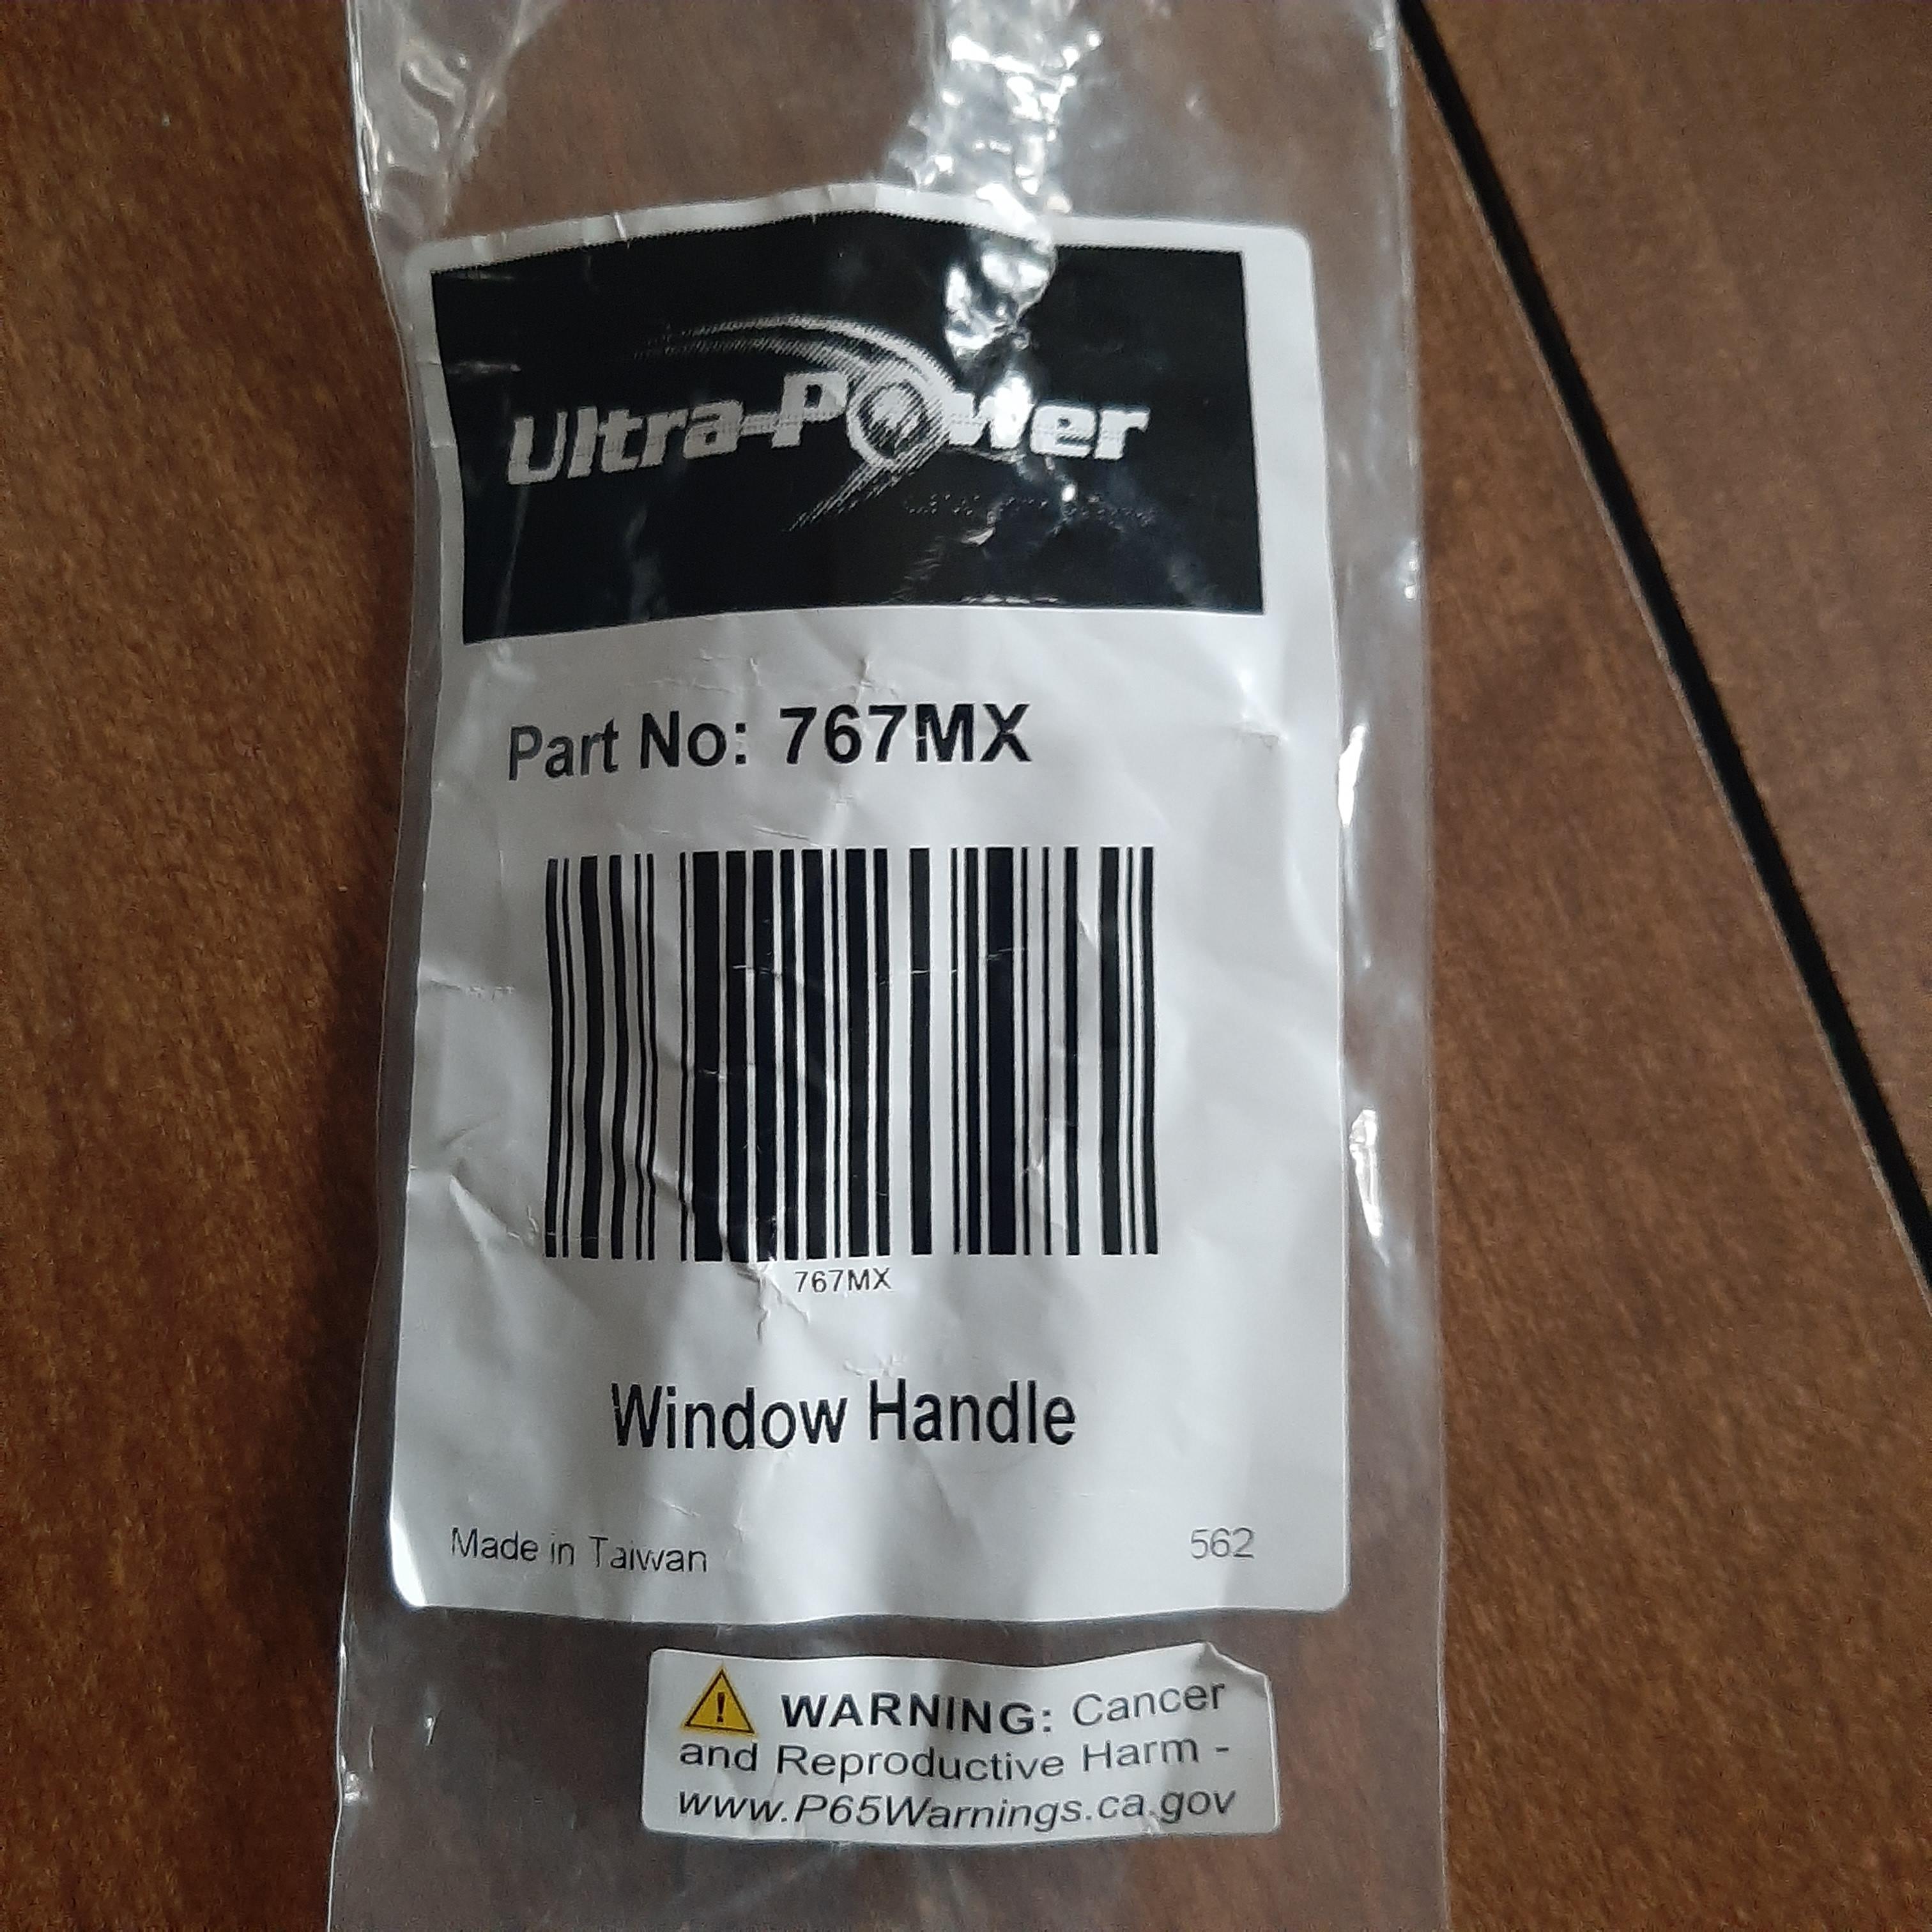 Ultra-Power
Part No: 767MX
767MX
Window Handle
Made in Taiwan
562
WARNING: Cancer
and Reproductive Harm -
www.P65Warnings.ca.gov